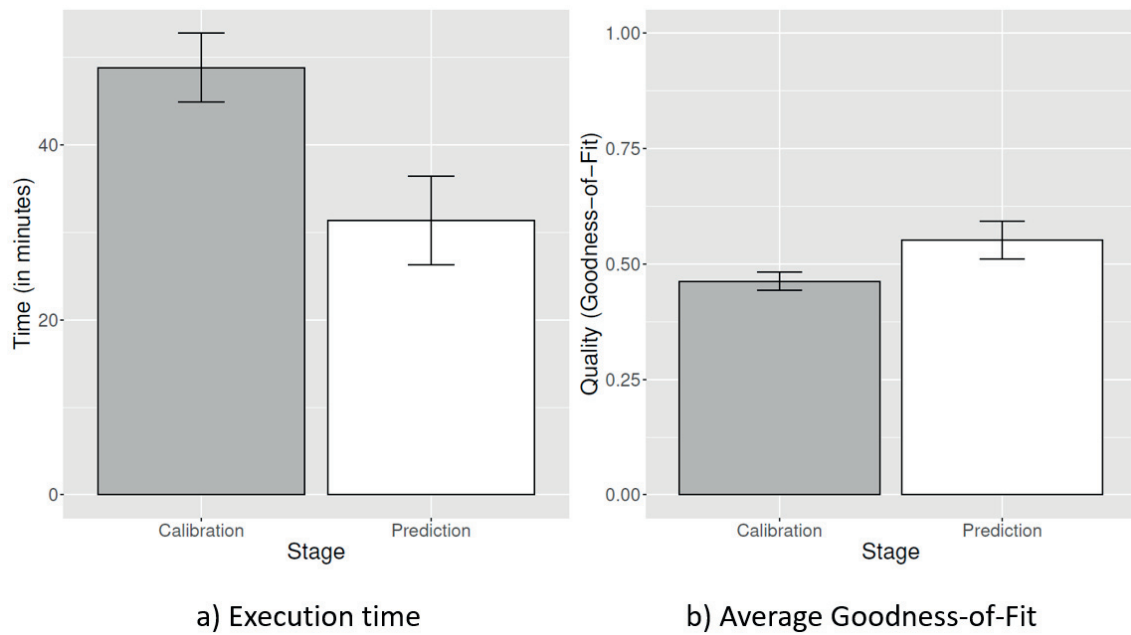 Time (in minutes)
40
20
0
Calibration
Prediction
Stage
a) Execution time
Quality (Goodness-of-Fit)
1.00
0.75
0.50
0.25
0.00
Calibration
Prediction
Stage
b) Average Goodness-of-Fit